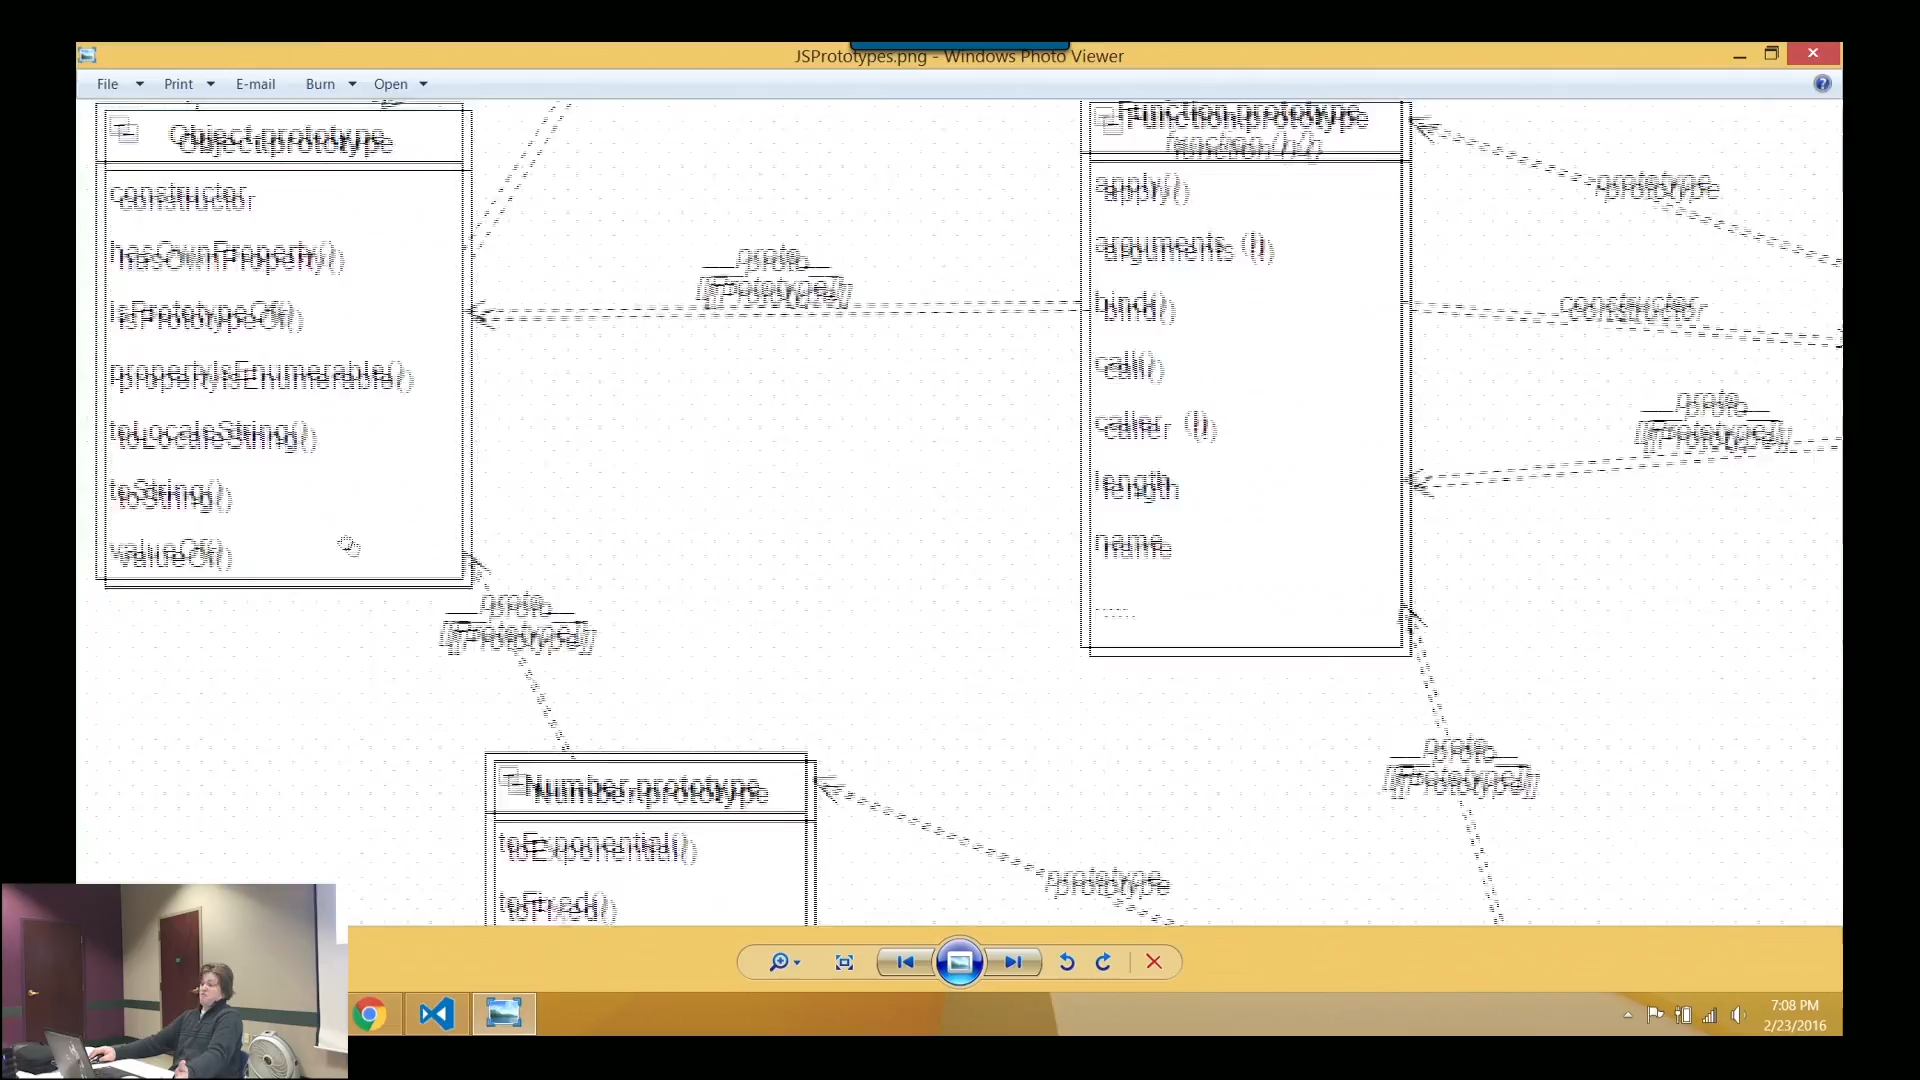 JSPrototypes.png - Windows Photo Viewer
File Print E-mail Burn Open
Object.prototype
constructor
hasOwnProperty()
isPrototypeOf()
propertyIsEnumerable()
toLocaleString()
toString()
valueOf()
__proto__
[[Prototype]]
Function.prototype
function () {}
apply()
arguments (!)
bind()
call()
caller (!)
length
name
.....
prototype
constructor
__proto__
[[Prototype]]
__proto__
[[Prototype]]
Number.prototype
toExponential()
toFixed()
prototype
__proto__
[[Prototype]]
7:08 PM
2/23/2016